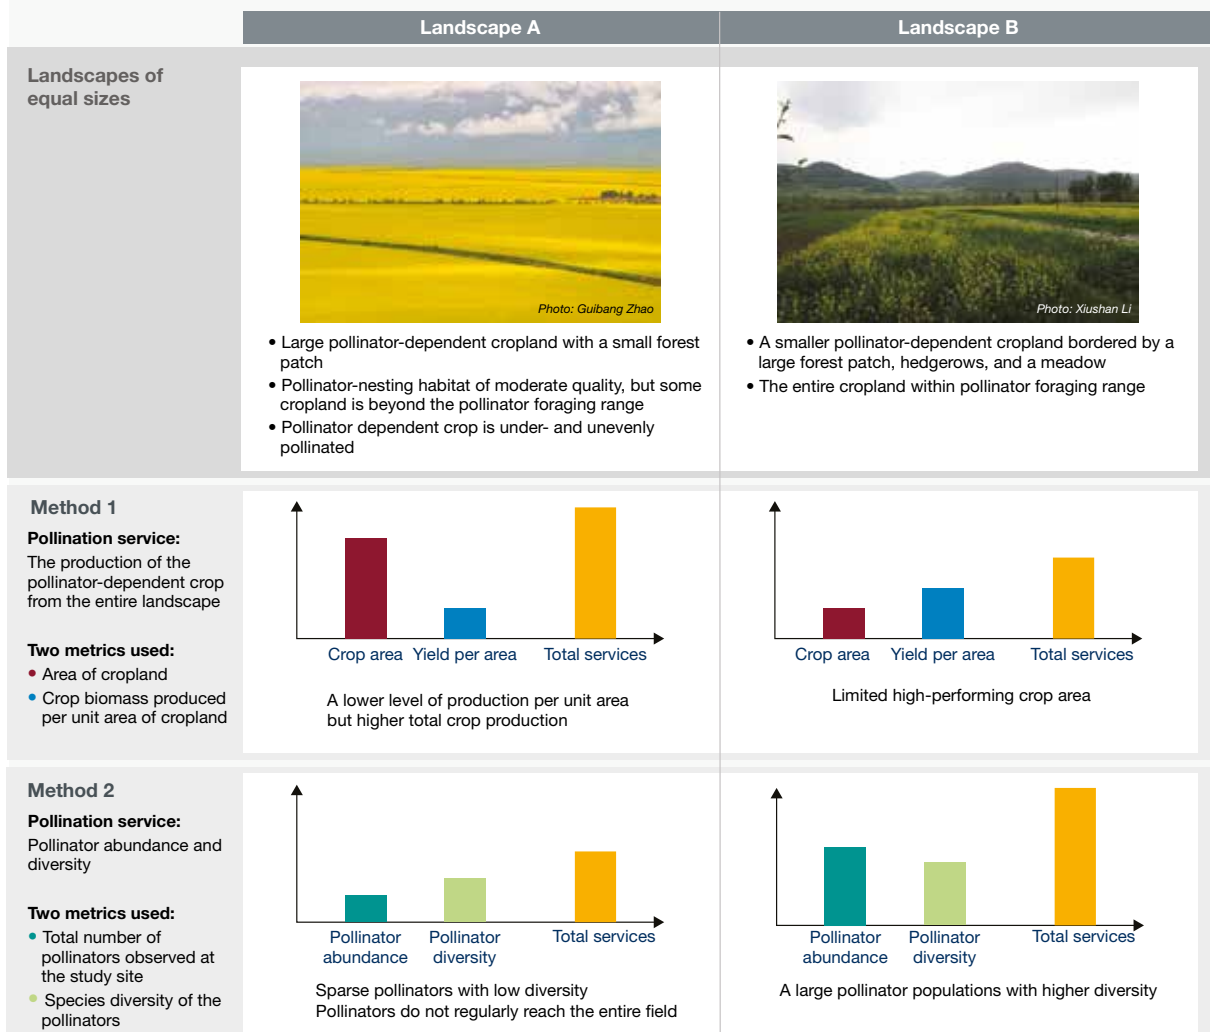 Landscape A
Landscape B
Landscapes of
equal sizes
Photo: Guibang Zhao
• Large pollinator-dependent cropland with a small forest
patch
• Pollinator-nesting habitat of moderate quality, but some
cropland is beyond the pollinator foraging range
• Pollinator dependent crop is under- and unevenly
pollinated
Photo: Xiushan Li
• A smaller pollinator-dependent cropland bordered by a
large forest patch, hedgerows, and a meadow
• The entire cropland within pollinator foraging range
Method 1
Pollination service:
The production of the
pollinator-dependent crop
from the entire landscape
Two metrics used:
• Area of cropland
• Crop biomass produced
per unit area of cropland
Crop area
Yield per area
Total services
A lower level of production per unit area
but higher total crop production
Crop area
Yield per area
Total services
Limited high-performing crop area
Method 2
Pollination service:
Pollinator abundance and
diversity
Two metrics used:
• Total number of
pollinators observed at
the study site
• Species diversity of the
pollinators
Pollinator
abundance
Pollinator
diversity
Total services
Sparse pollinators with low diversity
Pollinators do not regularly reach the entire field
Pollinator
abundance
Pollinator
diversity
Total services
A large pollinator populations with higher diversity